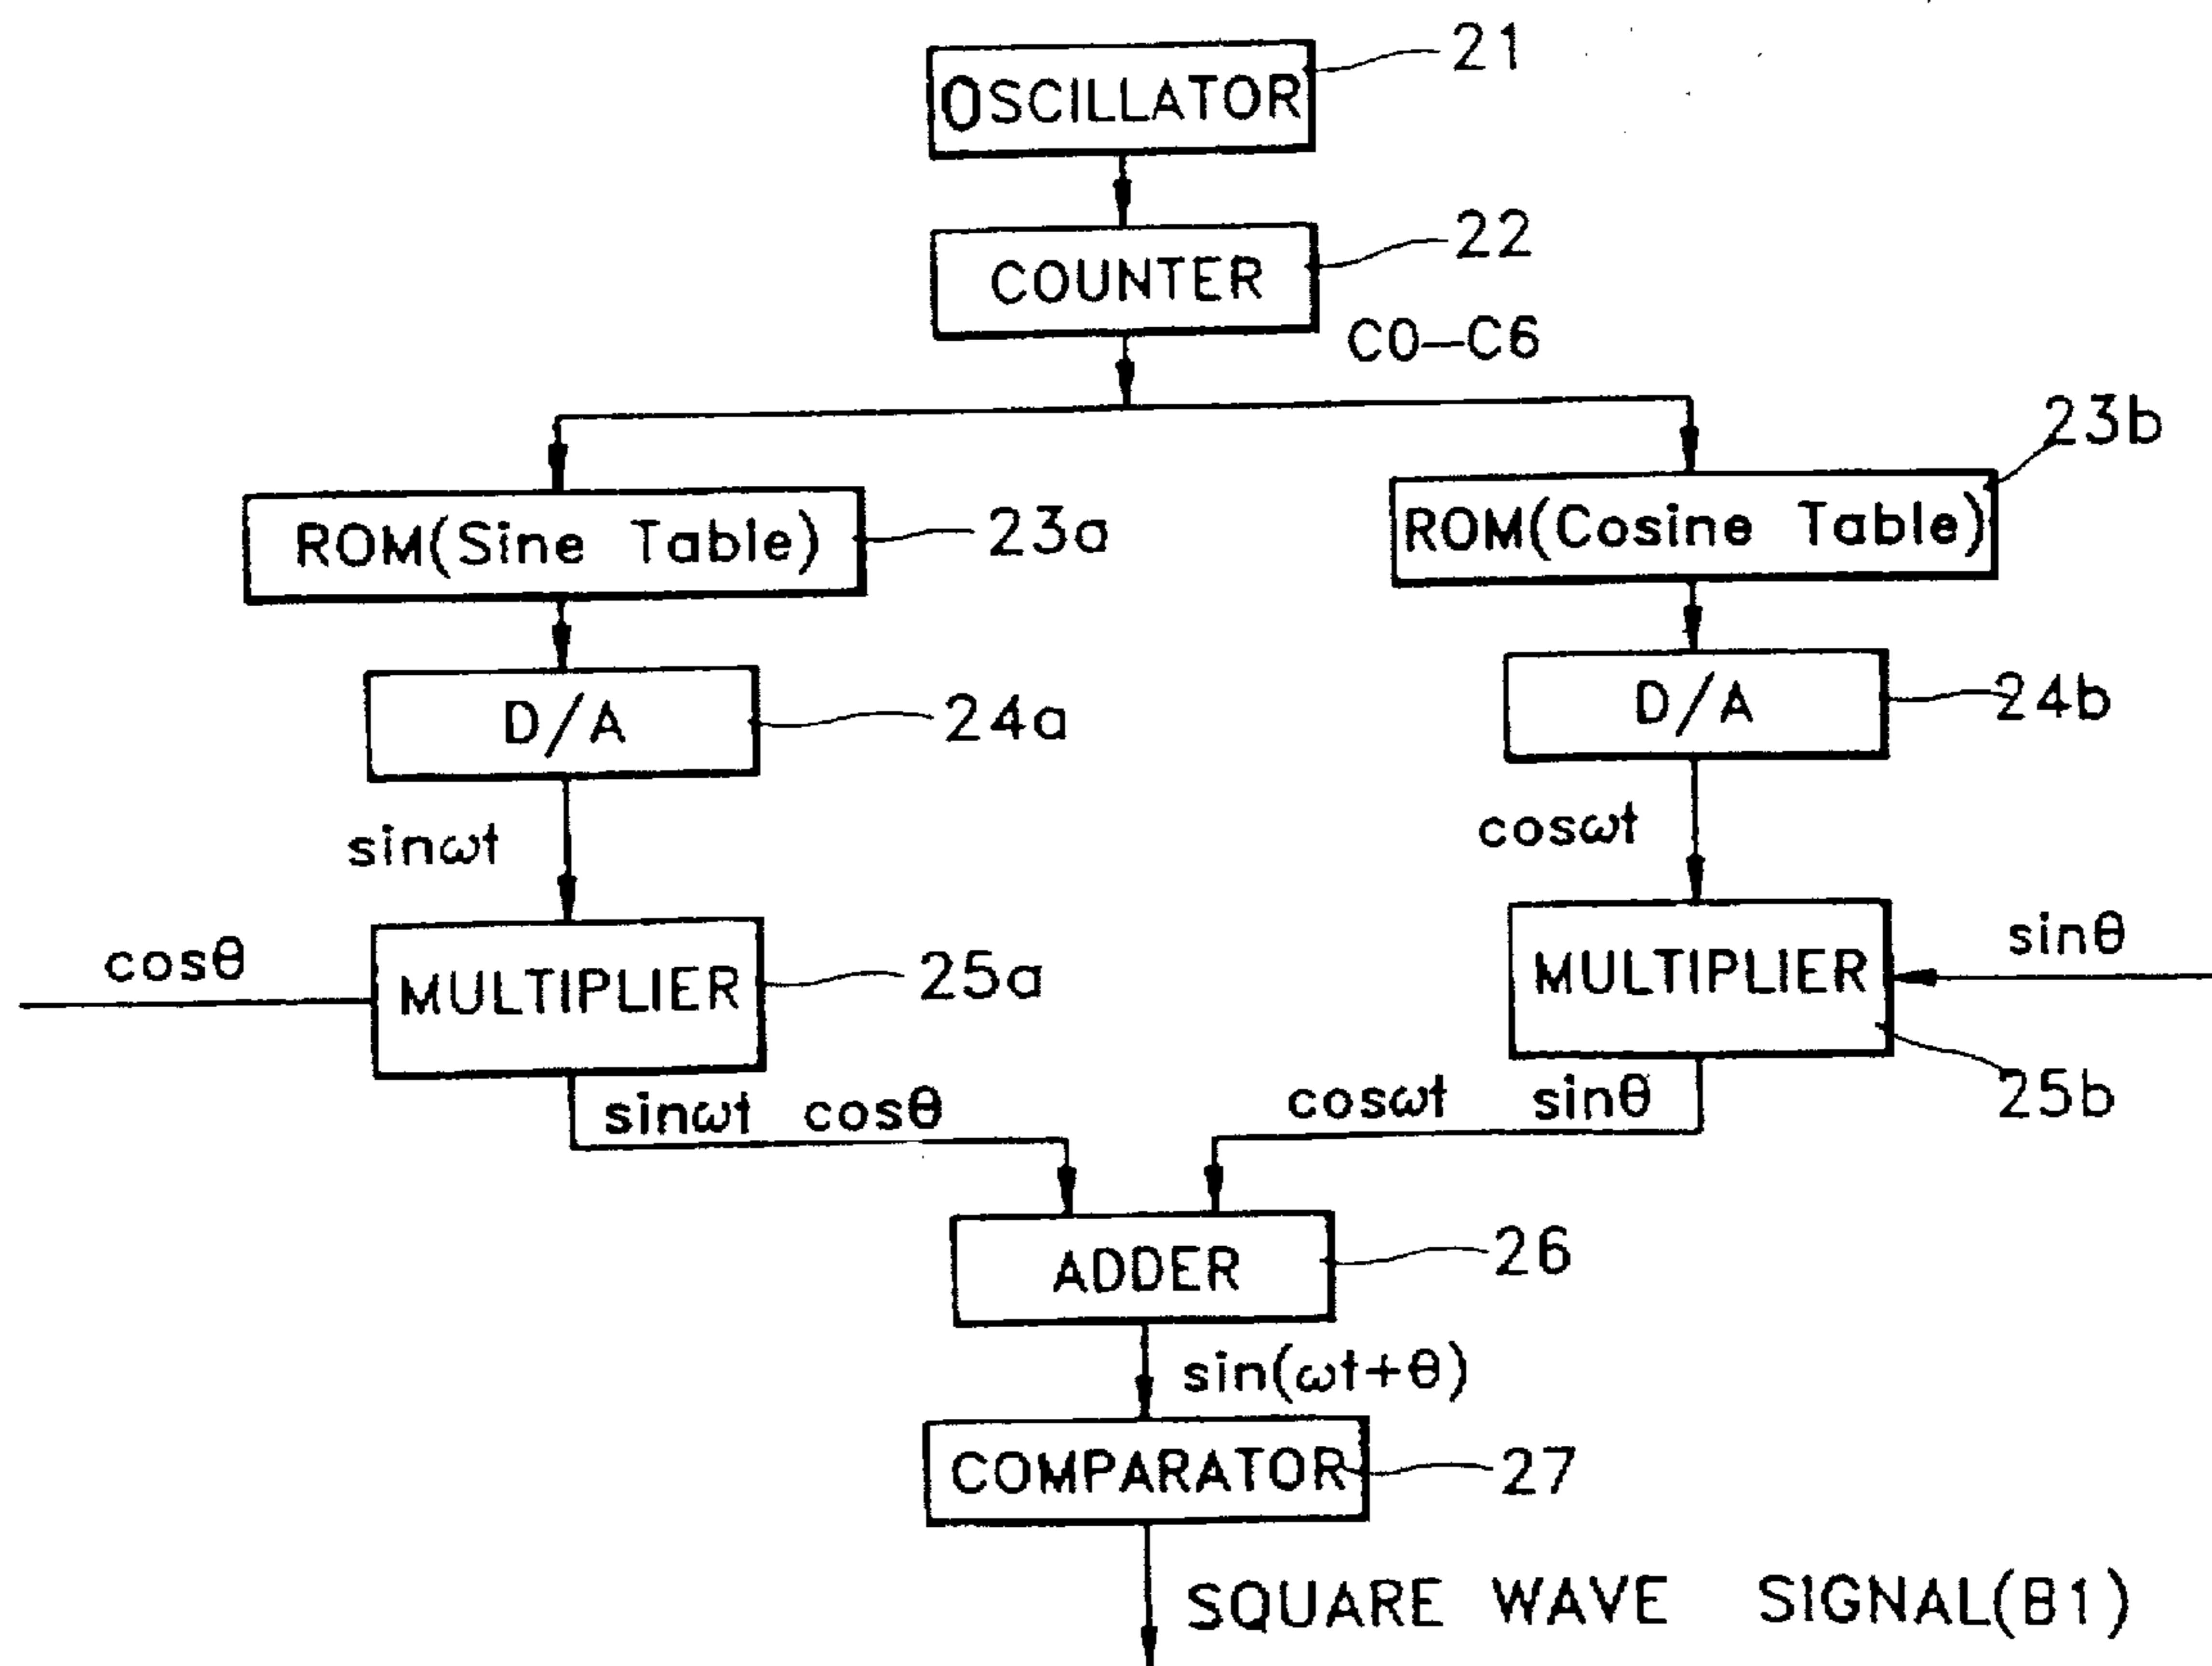 21
OSCILLATOR
22
COUNTER
C0-C6
23b
ROM(Sine Table)
23a
ROM(Cosine Table)
D/A
24a
D/A
24b
sinωt
cosωt
cosθ
MULTIPLIER
25a
MULTIPLIER
sinθ
25b
sinωt cosθ
cosωt sinθ
ADDER
26
sin(ωt+θ)
COMPARATOR
27
SQUARE WAVE SIGNAL(B1)